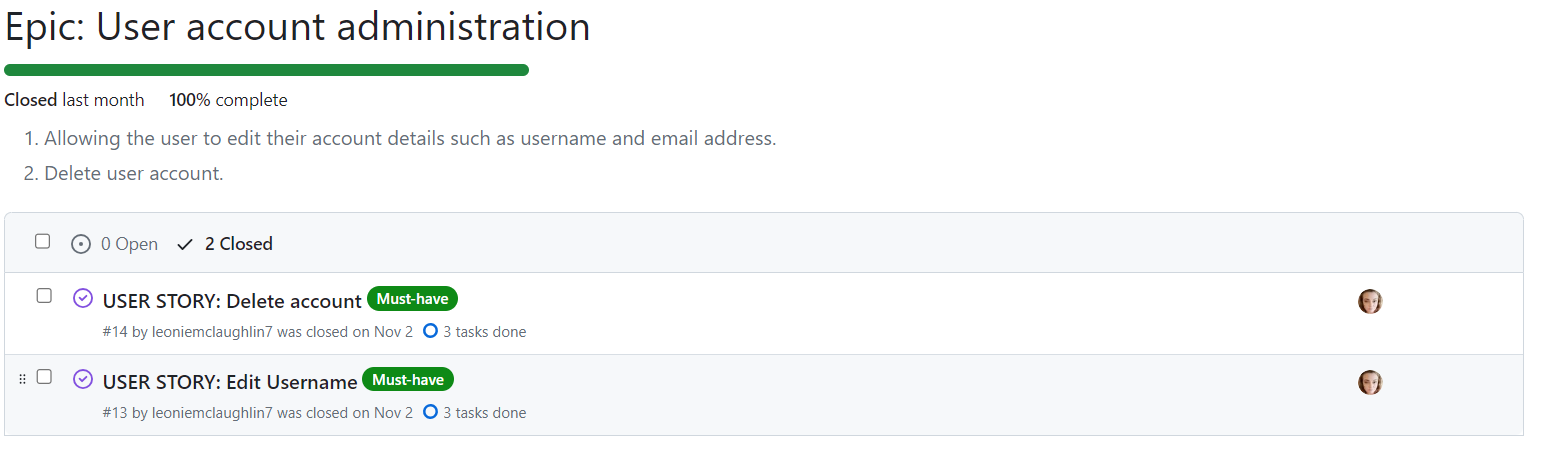 Epic: User account administration
Closed last month 100% complete
1. Allowing the user to edit their account details such as username and email address.
2. Delete user account.
0 Open 2 Closed
USER STORY: Delete account Must-have
#14 by leoniemclaughlin7 was closed on Nov 2 3 tasks done
USER STORY: Edit Username Must-have
#13 by leoniemclaughlin7 was closed on Nov 2 3 tasks done